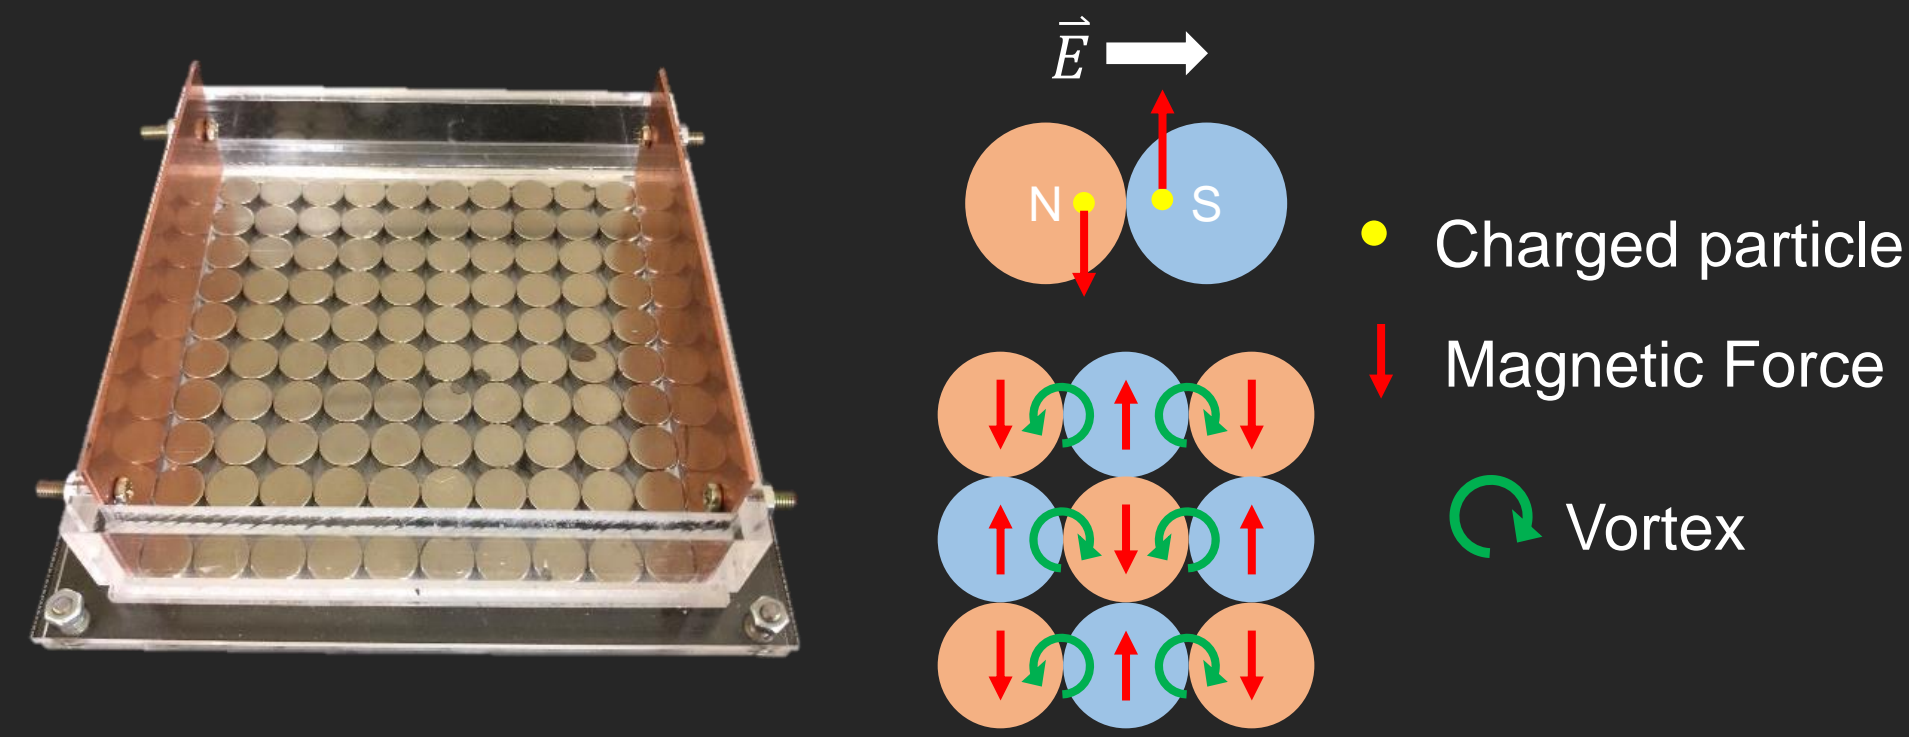 E⃗
N
S
Charged particle
Magnetic Force
Vortex